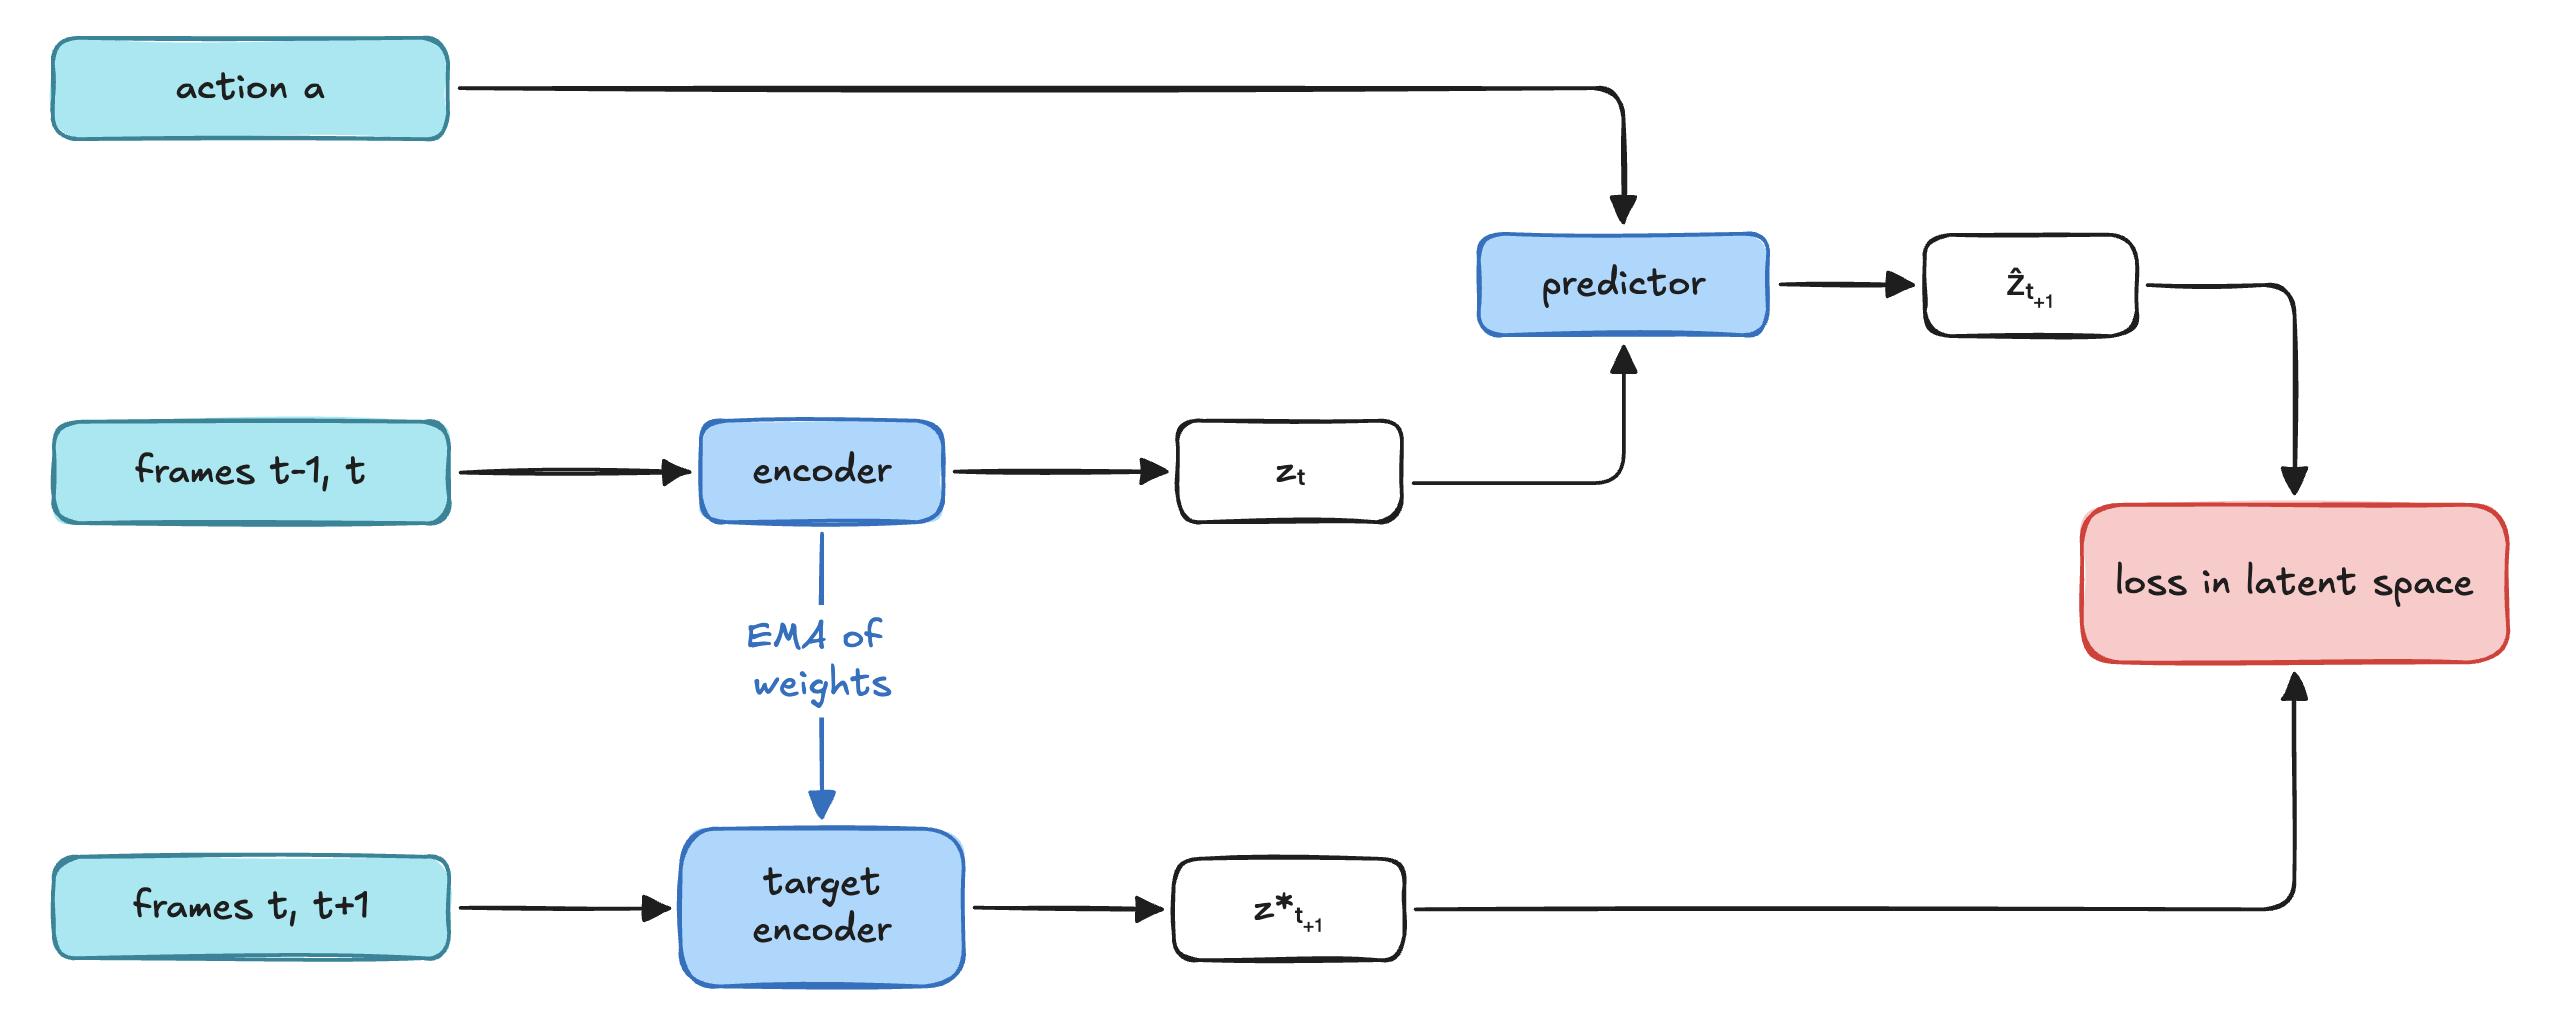 action a
predictor
ẑt+1
frames t-1, t
encoder
zt
loss in latent space
EMA of
weights
frames t, t+1
target
encoder
z*t+1